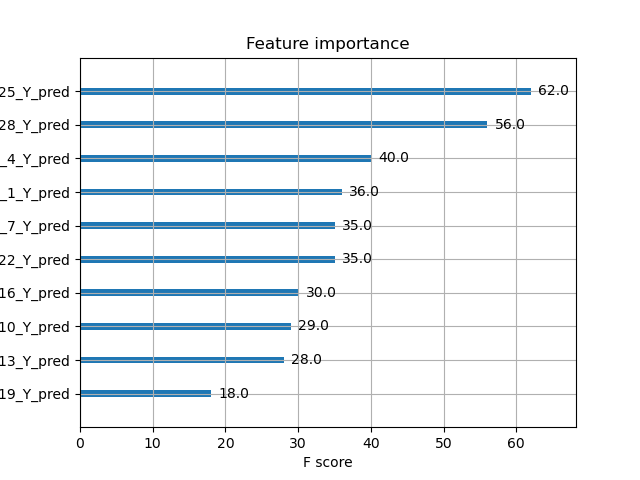 Feature importance
25_Y_pred 62.0
28_Y_pred 56.0
_4_Y_pred 40.0
_1_Y_pred 36.0
_7_Y_pred 35.0
22_Y_pred 35.0
16_Y_pred 30.0
10_Y_pred 29.0
13_Y_pred 28.0
19_Y_pred 18.0
0 10 20 30 40 50 60
F score